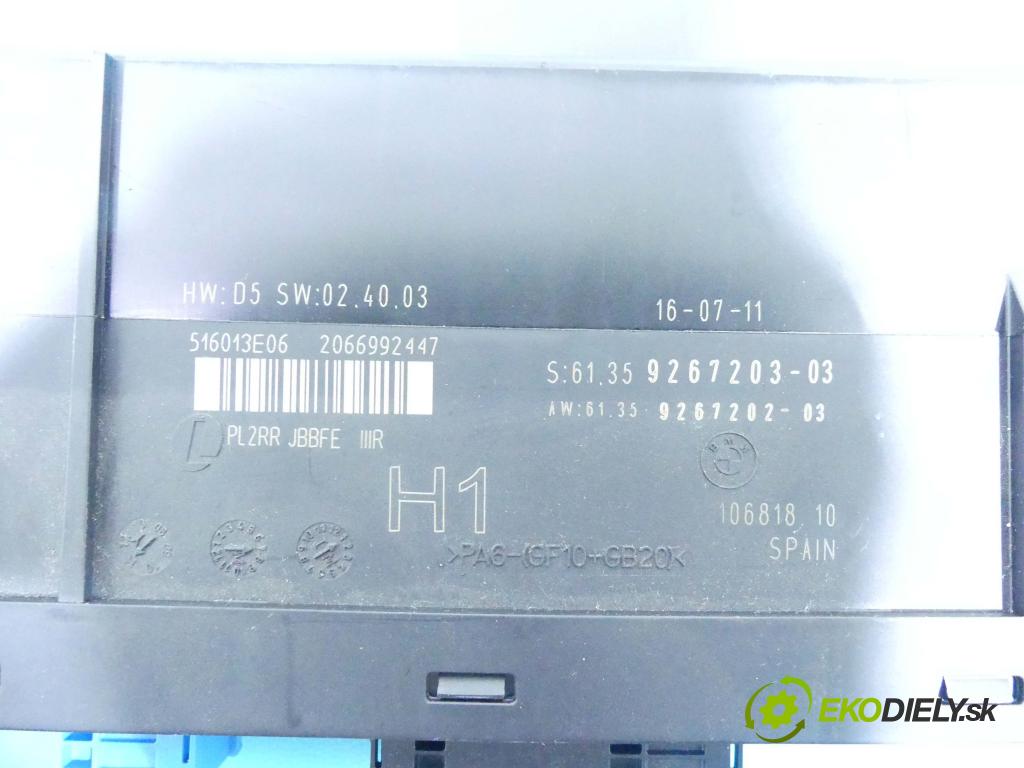 HW:D5 SW:02.40.03
16-07-11
516013E06 2066992447
S:61.35 9267203-03
AW:61.35 9267202-03
PL2RR JBBFE IIIR
BMW
H1
106818 10
>PA6-(GF10+GB20)<
SPAIN
EKODIELY.sk